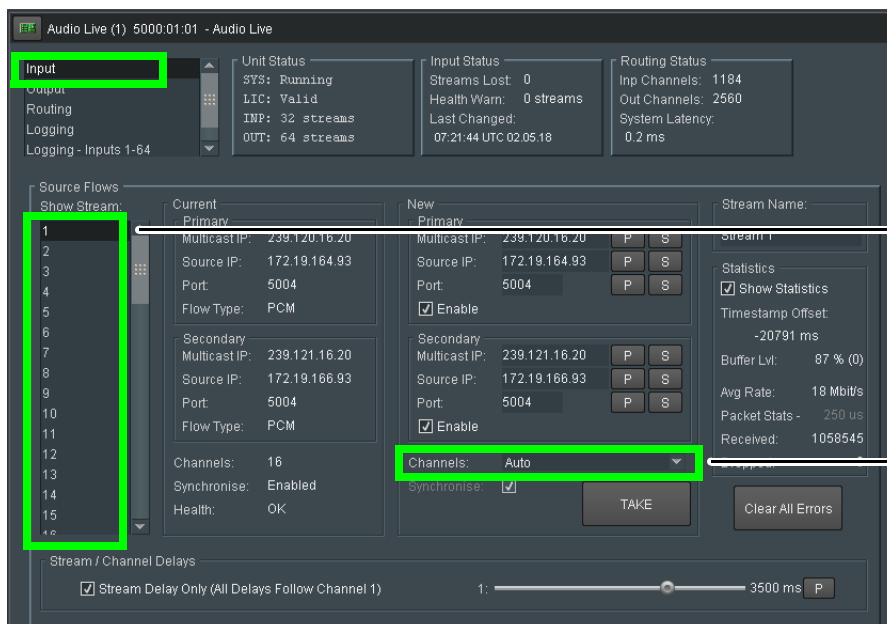 Audio Live (1) 5000:01:01 - Audio Live
Input
Output
Routing
Logging
Logging - Inputs 1-64
Unit Status
SYS: Running
LIC: Valid
INP: 32 streams
OUT: 64 streams
Input Status
Streams Lost: 0
Health Warn: 0 streams
Last Changed:
07:21:44 UTC 02.05.18
Routing Status
Inp Channels: 1184
Out Channels: 2560
System Latency:
0.2 ms
Source Flows
Show Stream:
1
2
3
4
5
6
7
8
9
10
11
12
13
14
15
16
Current
Primary
Multicast IP: 239.120.16.20
Source IP: 172.19.164.93
Port: 5004
Flow Type: PCM
Secondary
Multicast IP: 239.121.16.20
Source IP: 172.19.166.93
Port: 5004
Flow Type: PCM
Channels: 16
Synchronise: Enabled
Health: OK
New
Primary
Multicast IP: 239.120.16.20 P S
Source IP: 172.19.164.93 P S
Port: 5004 P S
Enable
Secondary
Multicast IP: 239.121.16.20 P S
Source IP: 172.19.166.93 P S
Port: 5004 P S
Enable
Channels: Auto
Synchronise:
TAKE
Stream Name:
Stream 1
Statistics
Show Statistics
Timestamp Offset:
-20791 ms
Buffer Lvl: 87 % (0)
Avg Rate: 18 Mbit/s
Packet Stats - 250 us
Received: 1058545
Dropped: 0
Clear All Errors
Stream / Channel Delays
Stream Delay Only (All Delays Follow Channel 1)
1: 3500 ms P